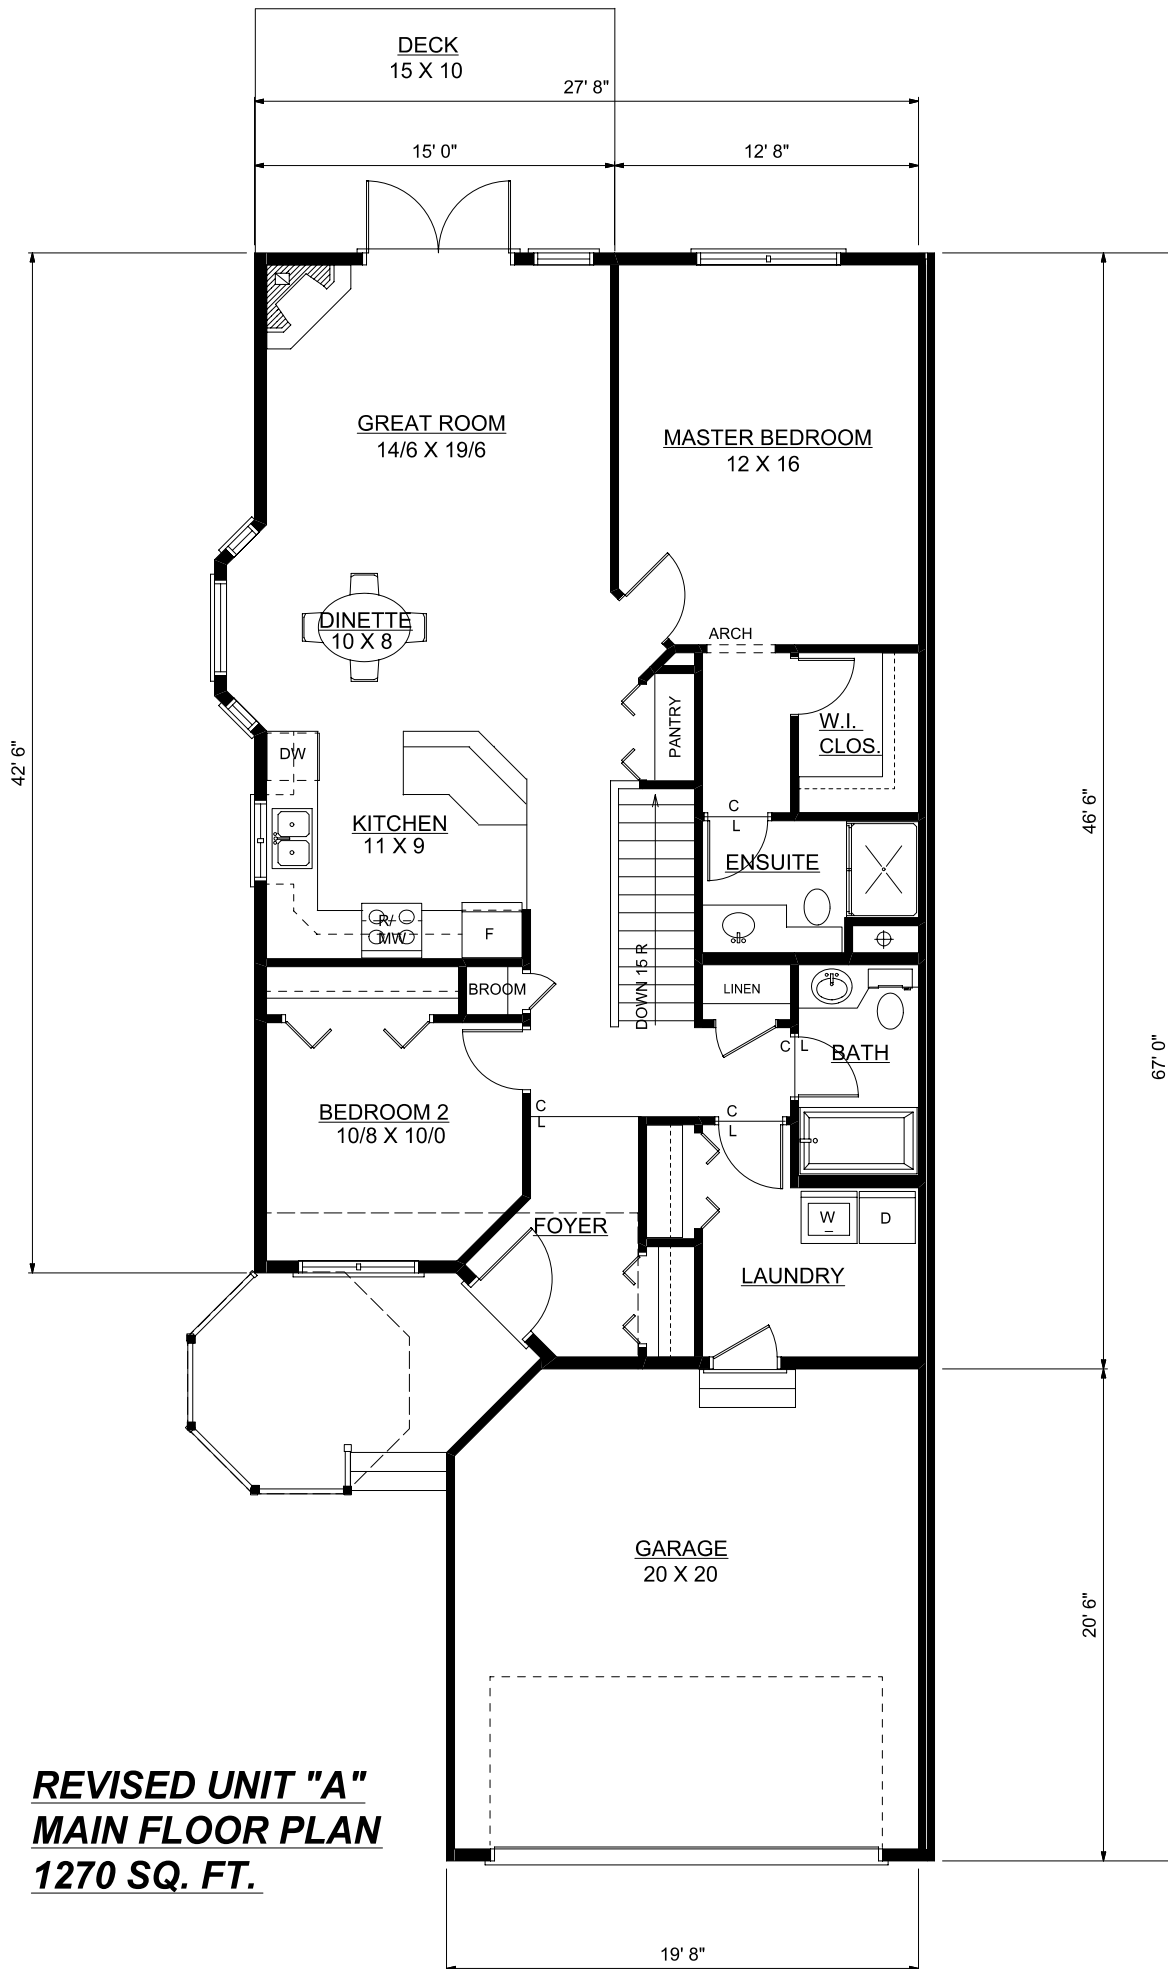 DECK
15 X 10
27' 8"
15' 0"
12' 8"
GREAT ROOM
14/6 X 19/6
MASTER BEDROOM
12 X 16
DINETTE
10 X 8
ARCH
PANTRY
W.I.
CLOS.
42' 6"
DW
C
L
46' 6"
KITCHEN
11 X 9
ENSUITE
R/
MW
F
DOWN 15 R
BROOM
LINEN
C L
BATH
67' 0"
BEDROOM 2
10/8 X 10/0
C
L
C
L
FOYER
W
D
LAUNDRY
GARAGE
20 X 20
20' 6"
REVISED UNIT "A"
MAIN FLOOR PLAN
1270 SQ. FT.
19' 8"